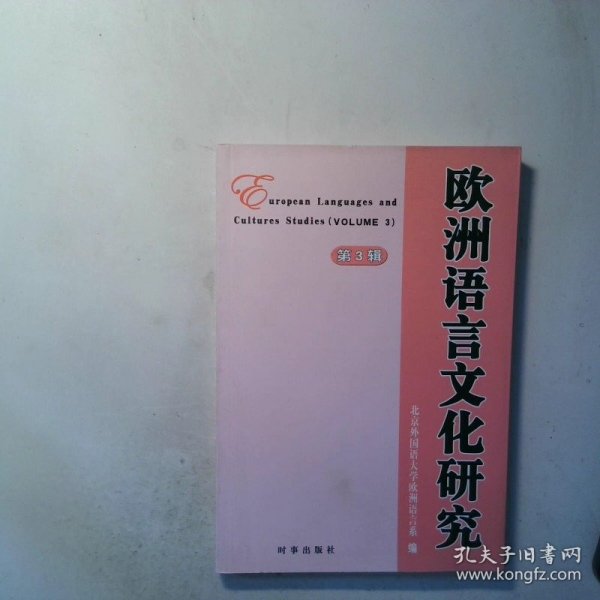 European Languages and
Cultures Studies (VOLUME 3)
第3辑
欧洲语言文化研究
北京外国语大学欧洲语言系 编
时事出版社
孔夫子旧书网
www.kongfz.com